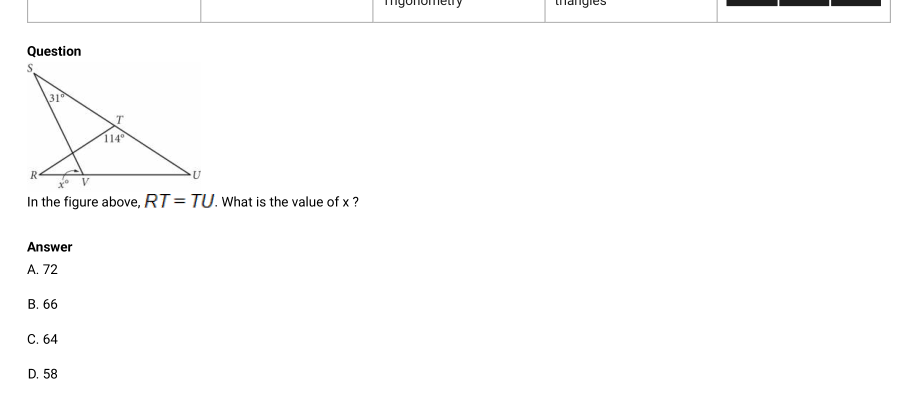 Trigonometry
triangles
Question
S
31°
T
114°
R
U
x°
V
In the figure above, RT = TU. What is the value of x ?
Answer
A. 72
B. 66
C. 64
D. 58